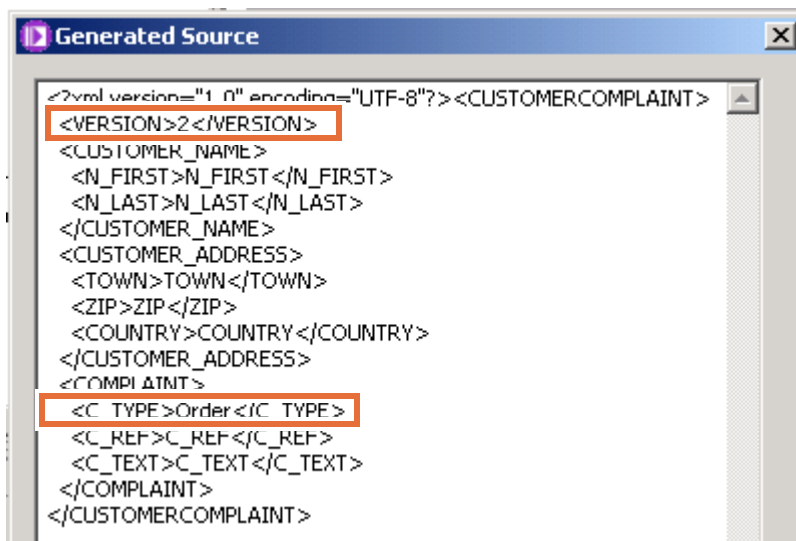 Generated Source
<?xml version="1.0" encoding="UTF-8"?><CUSTOMERCOMPLAINT>
<VERSION>2</VERSION>
<CUSTOMER_NAME>
<N_FIRST>N_FIRST</N_FIRST>
<N_LAST>N_LAST</N_LAST>
</CUSTOMER_NAME>
<CUSTOMER_ADDRESS>
<TOWN>TOWN</TOWN>
<ZIP>ZIP</ZIP>
<COUNTRY>COUNTRY</COUNTRY>
</CUSTOMER_ADDRESS>
<COMPLAINT>
<C_TYPE>Order</C_TYPE>
<C_REF>C_REF</C_REF>
<C_TEXT>C_TEXT</C_TEXT>
</COMPLAINT>
</CUSTOMERCOMPLAINT>